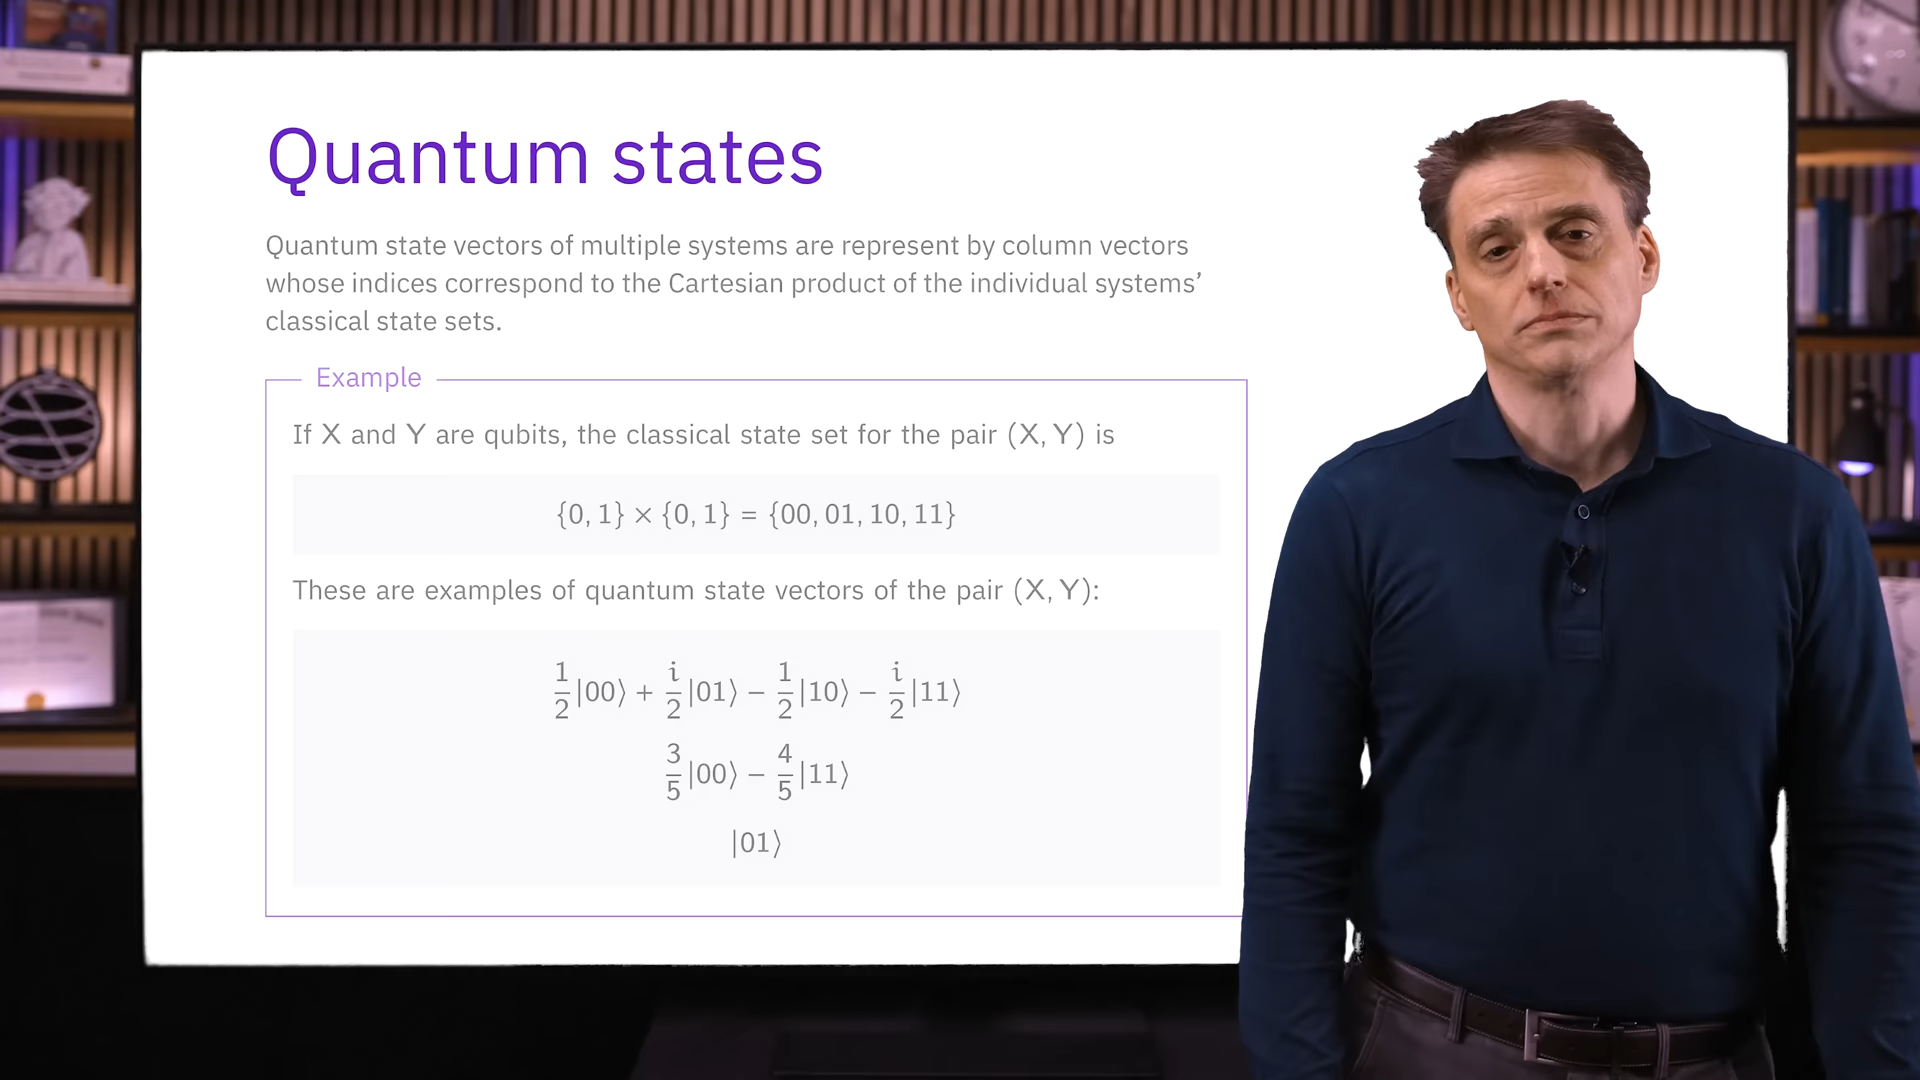 Quantum states
Quantum state vectors of multiple systems are represent by column vectors
whose indices correspond to the Cartesian product of the individual systems’
classical state sets.
Example
If X and Y are qubits, the classical state set for the pair (X, Y) is
{0, 1} × {0, 1} = {00, 01, 10, 11}
These are examples of quantum state vectors of the pair (X, Y):
1/2|00⟩ + i/2|01⟩ − 1/2|10⟩ − i/2|11⟩
3/5|00⟩ − 4/5|11⟩
|01⟩